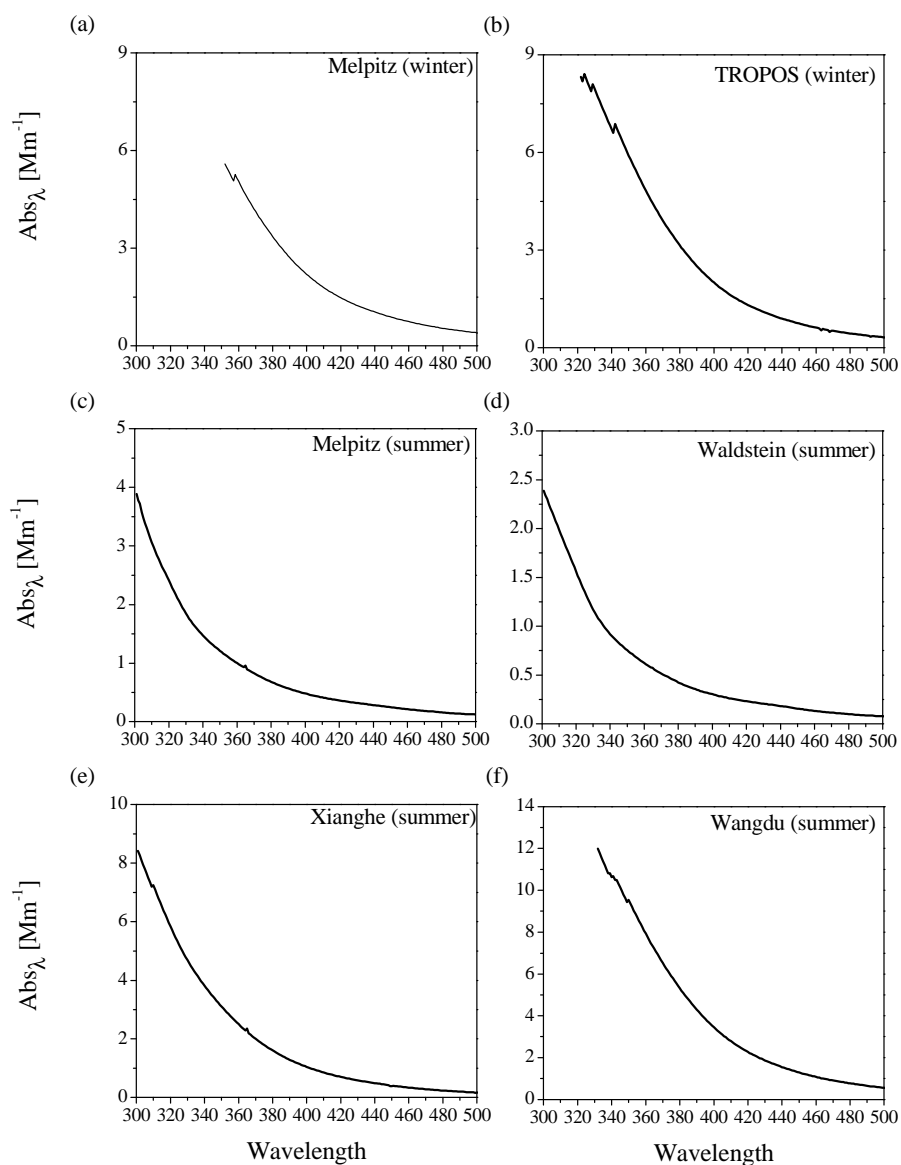 (a)
Melpitz (winter)
Absλ [Mm-1]
9
6
3
0
300 320 340 360 380 400 420 440 460 480 500
(b)
TROPOS (winter)
9
6
3
0
300 320 340 360 380 400 420 440 460 480 500
(c)
Melpitz (summer)
Absλ [Mm-1]
5
4
3
2
1
0
300 320 340 360 380 400 420 440 460 480 500
(d)
Waldstein (summer)
3.0
2.5
2.0
1.5
1.0
0.5
0.0
300 320 340 360 380 400 420 440 460 480 500
(e)
Xianghe (summer)
Absλ [Mm-1]
10
8
6
4
2
0
300 320 340 360 380 400 420 440 460 480 500
Wavelength
(f)
Wangdu (summer)
14
12
10
8
6
4
2
0
300 320 340 360 380 400 420 440 460 480 500
Wavelength